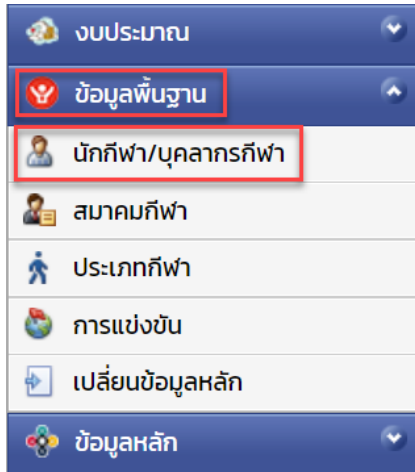 งบประมาณ
ข้อมูลพื้นฐาน
นักกีฬา/บุคลากรกีฬา
สมาคมกีฬา
ประเภทกีฬา
การแข่งขัน
เปลี่ยนข้อมูลหลัก
ข้อมูลหลัก